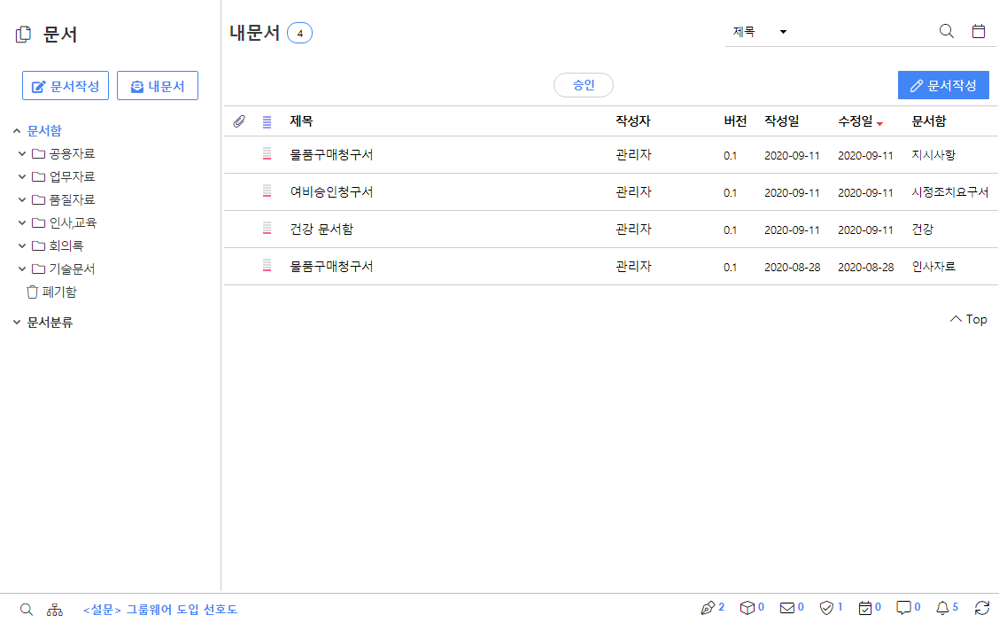 문서
문서작성 내문서
문서함
공용자료
업무자료
품질자료
인사,교육
회의록
기술문서
폐기함
문서분류
내문서 4
제목
승인
문서작성
제목 작성자 버전 작성일 수정일 문서함
물품구매청구서 관리자 0.1 2020-09-11 2020-09-11 지시사항
여비승인청구서 관리자 0.1 2020-09-11 2020-09-11 시정조치요구서
건강 문서함 관리자 0.1 2020-09-11 2020-09-11 건강
물품구매청구서 관리자 0.1 2020-08-28 2020-08-28 인사자료
Top
<설문> 그룹웨어 도입 선호도
2 0 0 1 0 0 5